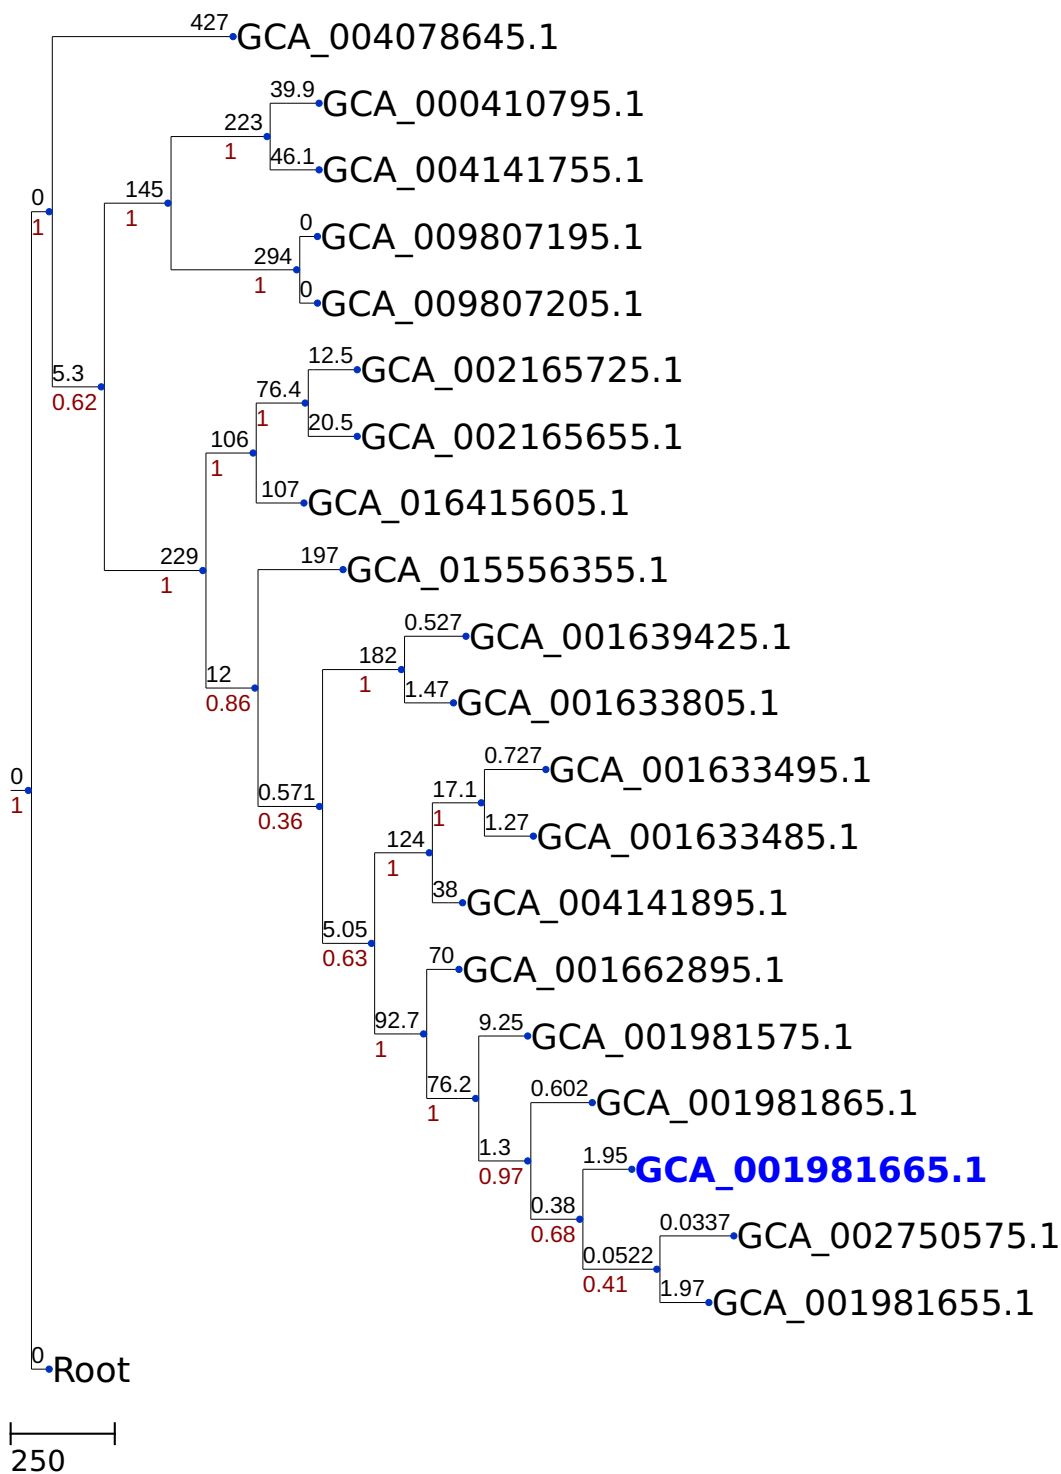 427 GCA_004078645.1
39.9 GCA_000410795.1
223
1
46.1 GCA_004141755.1
145
1
0
1
0 GCA_009807195.1
294
1
0 GCA_009807205.1
12.5 GCA_002165725.1
5.3
0.62
76.4
1
20.5 GCA_002165655.1
106
1
107 GCA_016415605.1
229
1
197 GCA_015556355.1
0.527 GCA_001639425.1
182
1
12
0.86
1.47 GCA_001633805.1
0.727 GCA_001633495.1
0
1
0.571
0.36
17.1
1
1.27 GCA_001633485.1
124
1
38 GCA_004141895.1
5.05
0.63
70 GCA_001662895.1
92.7
1
9.25 GCA_001981575.1
76.2
1
0.602 GCA_001981865.1
1.3
0.97
1.95 GCA_001981665.1
0.38
0.68
0.0337 GCA_002750575.1
0.0522
0.41
1.97 GCA_001981655.1
0 Root
250